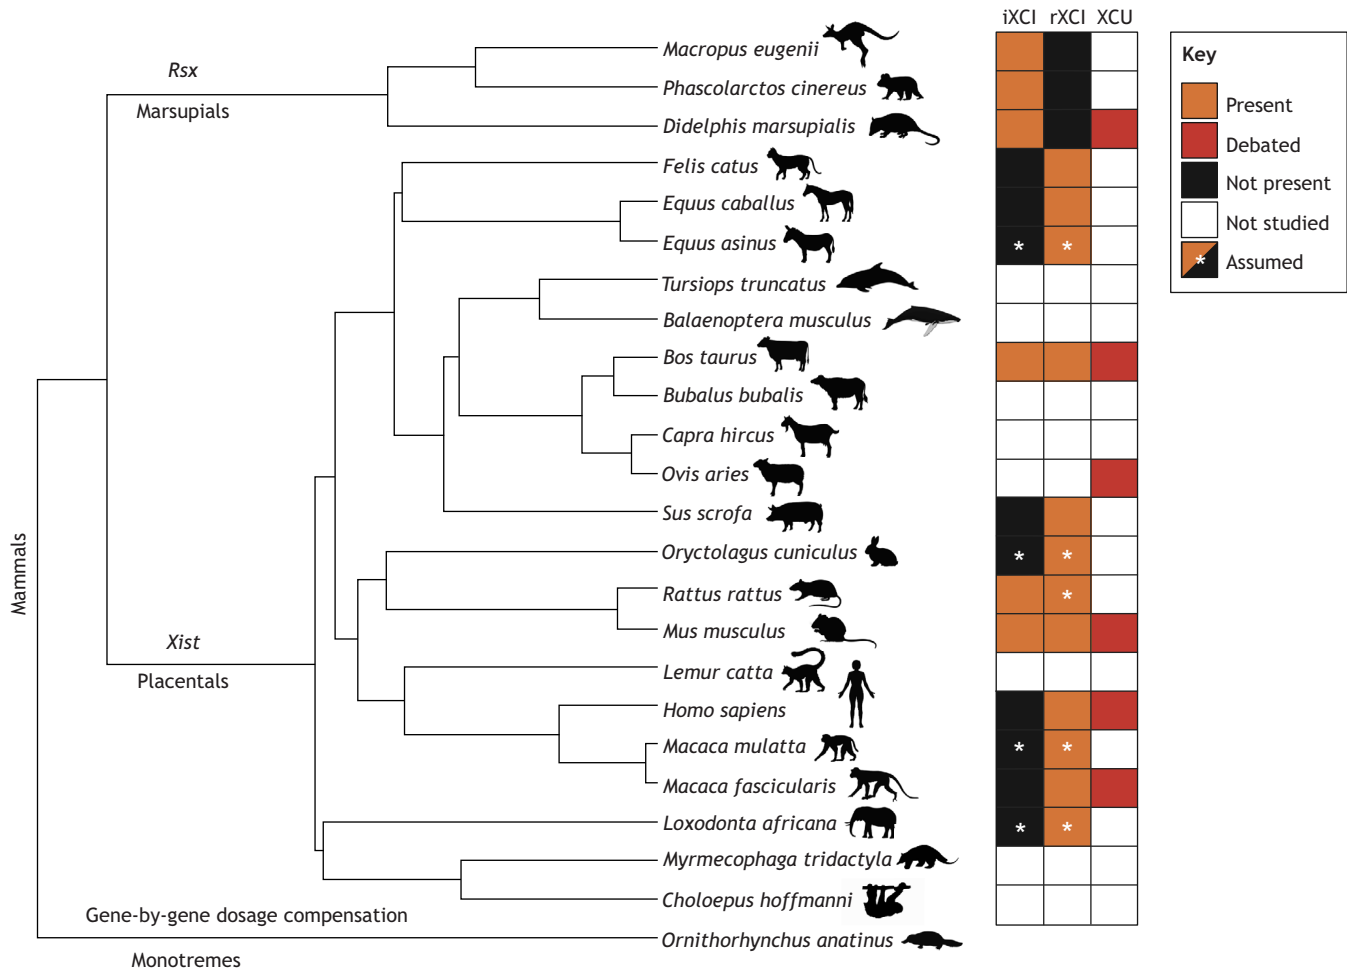 iXCI rXCI XCU
Macropus eugenii
Phascolarctos cinereus
Didelphis marsupialis
Felis catus
Equus caballus
Equus asinus
Tursiops truncatus
Balaenoptera musculus
Bos taurus
Bubalus bubalis
Capra hircus
Ovis aries
Sus scrofa
Oryctolagus cuniculus
Rattus rattus
Mus musculus
Lemur catta
Homo sapiens
Macaca mulatta
Macaca fascicularis
Loxodonta africana
Myrmecophaga tridactyla
Choloepus hoffmanni
Ornithorhynchus anatinus
Rsx
Marsupials
Mammals
Xist
Placentals
Gene-by-gene dosage compensation
Monotremes
* *
* *
*
* *
* *
Key
Present
Debated
Not present
Not studied
* Assumed